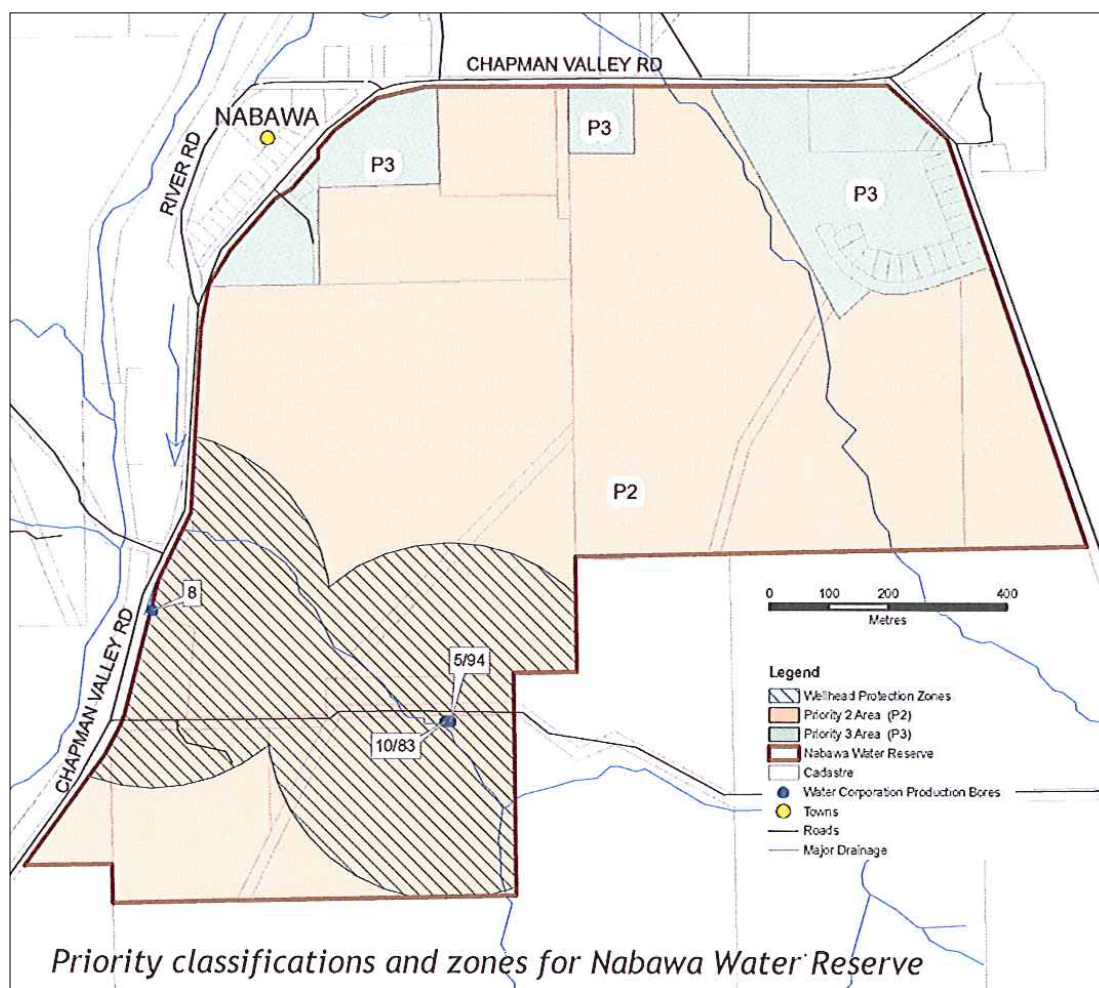 CHAPMAN VALLEY RD
NABAWA
RIVER RD
P3
P3
P3
P2
8
CHAPMAN VALLEY RD
5/94
10/83
0 100 200 400
Metres
Legend
Wellhead Protection Zones
Priority 2 Area (P2)
Priority 3 Area (P3)
Nabawa Water Reserve
Cadastre
Water Corporation Production Bores
Towns
Roads
Major Drainage
Priority classifications and zones for Nabawa Water Reserve